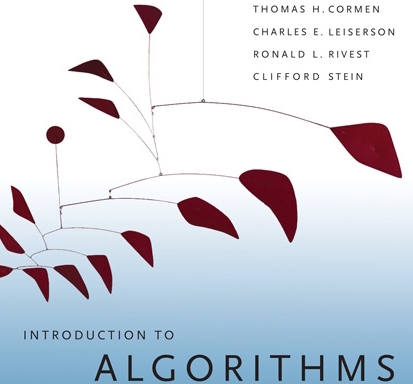 THOMAS H. CORMEN
CHARLES E. LEISERSON
RONALD L. RIVEST
CLIFFORD STEIN
INTRODUCTION TO
ALGORITHMS